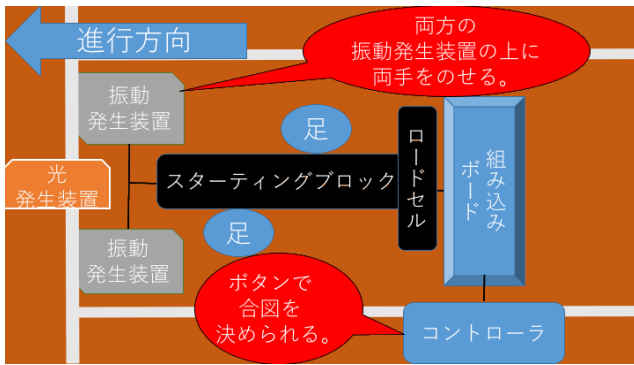 進行方向
両方の
振動発生装置の上に
両手をのせる。
振動
発生装置
足
ロードセル
組み込み
ボード
光
発生装置
スターティングブロック
足
振動
発生装置
ボタンで
合図を
決められる。
コントローラ